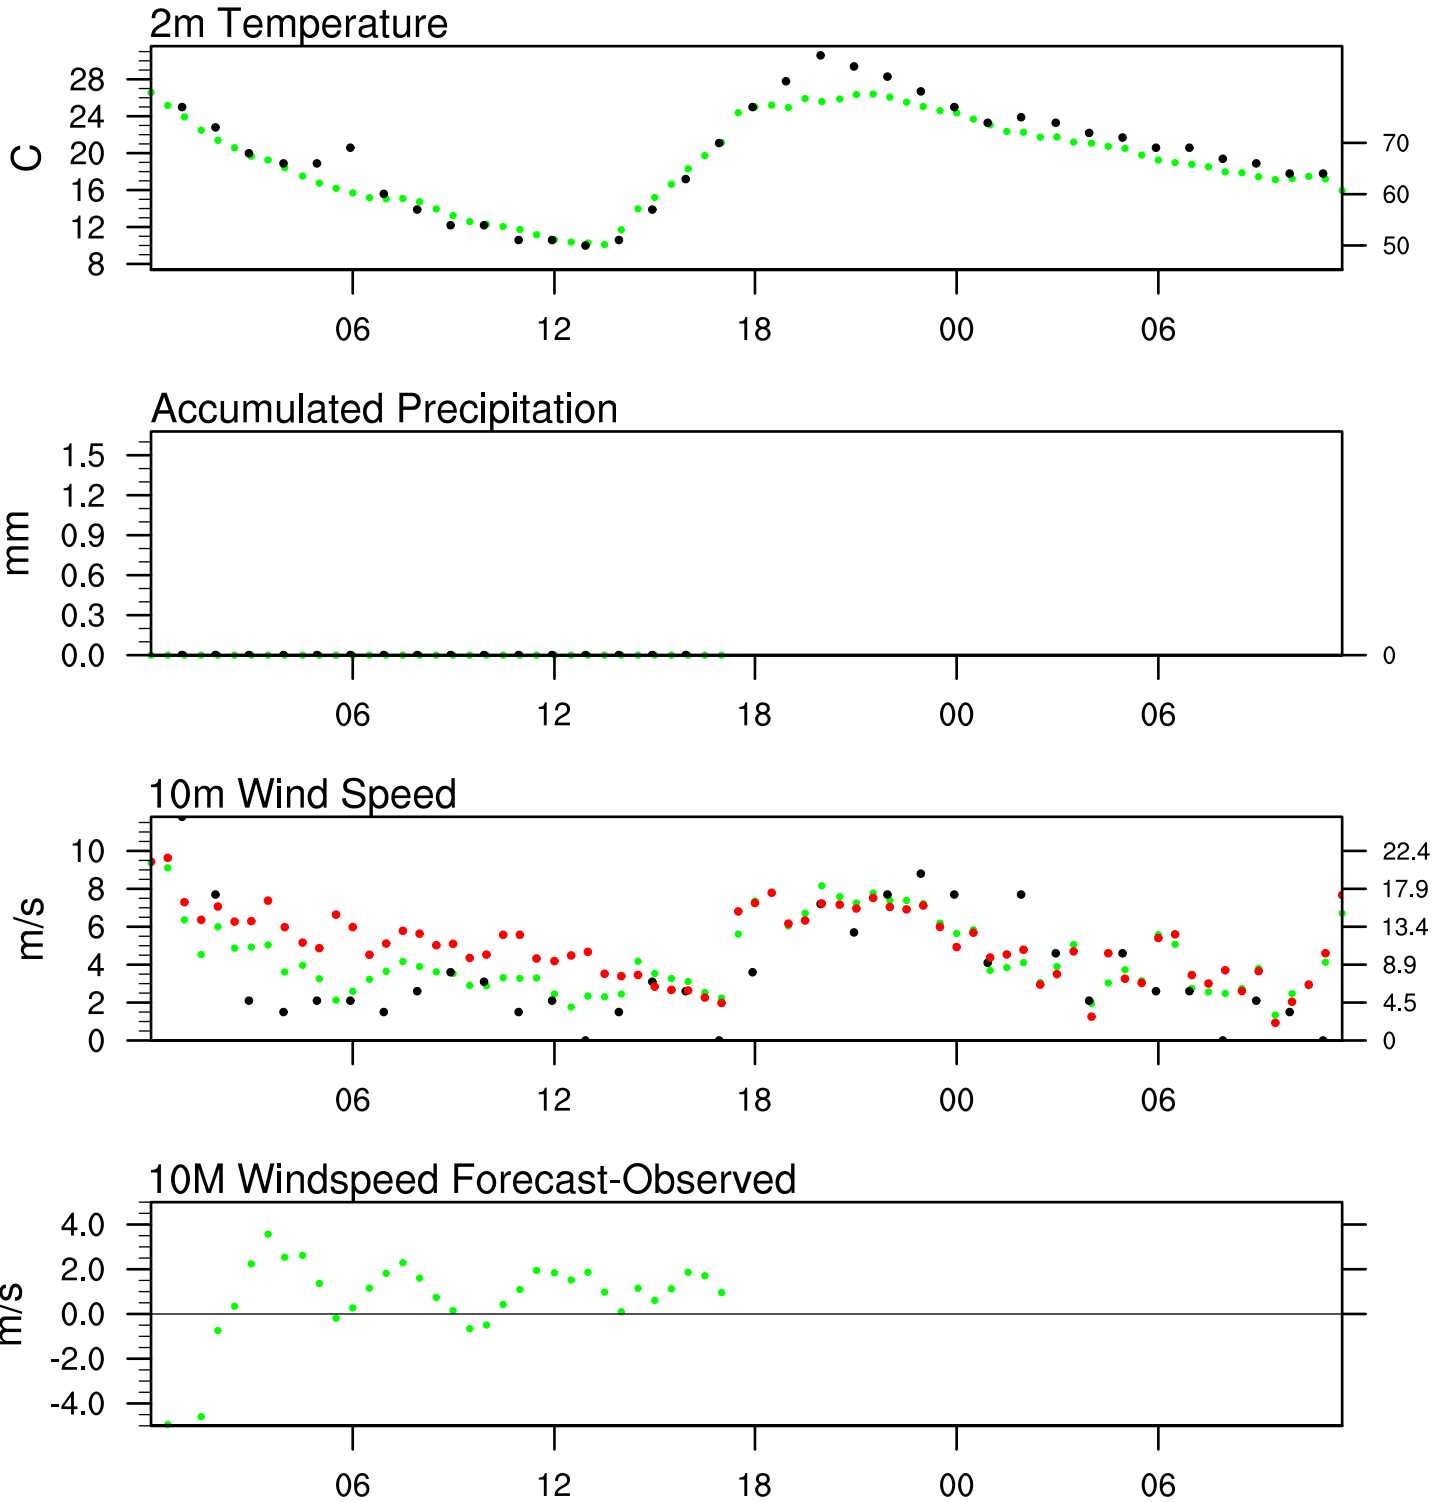 2m Temperature
28
24
20
16
12
8
C
70
60
50
06 12 18 00 06
Accumulated Precipitation
1.5
1.2
0.9
0.6
0.3
0.0
mm
0
06 12 18 00 06
10m Wind Speed
10
8
6
4
2
0
m/s
22.4
17.9
13.4
8.9
4.5
0
06 12 18 00 06
10M Windspeed Forecast-Observed
4.0
2.0
0.0
-2.0
-4.0
m/s
06 12 18 00 06